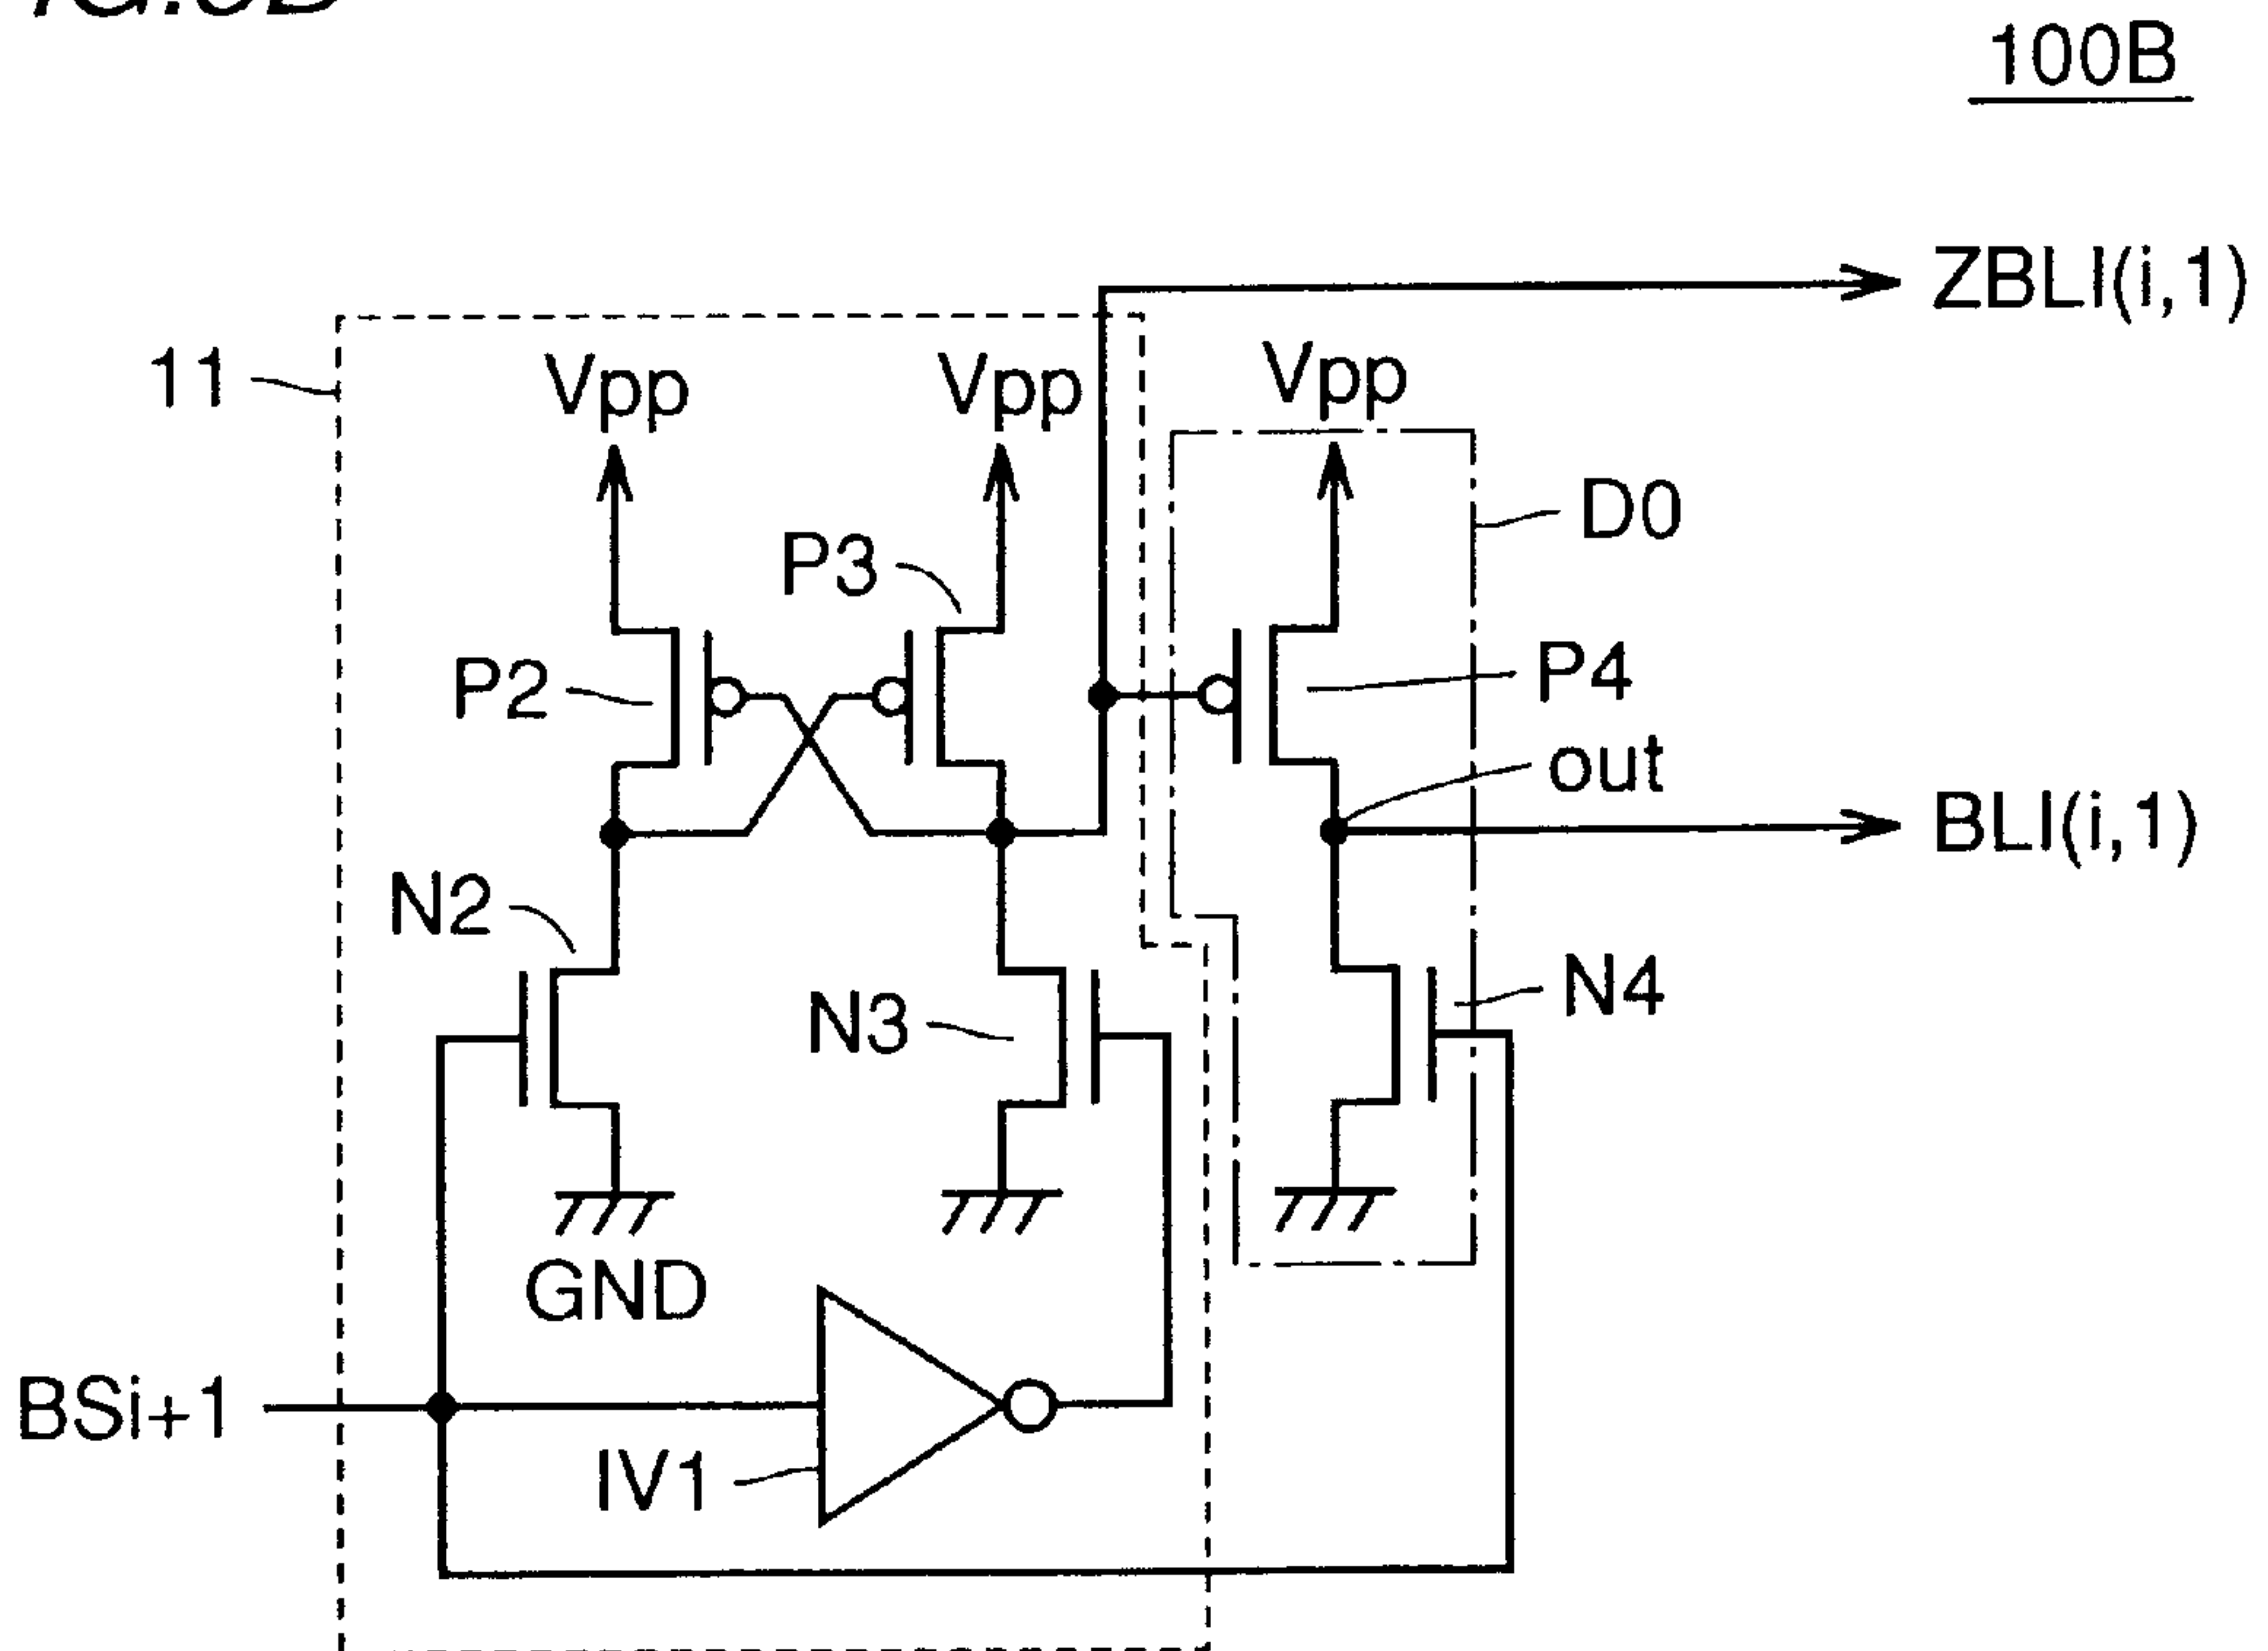 100B
ZBLI(i,1)
11
Vpp
Vpp
Vpp
D0
P3
P2
P4
out
BLI(i,1)
N2
N3
N4
GND
BSi+1
IV1